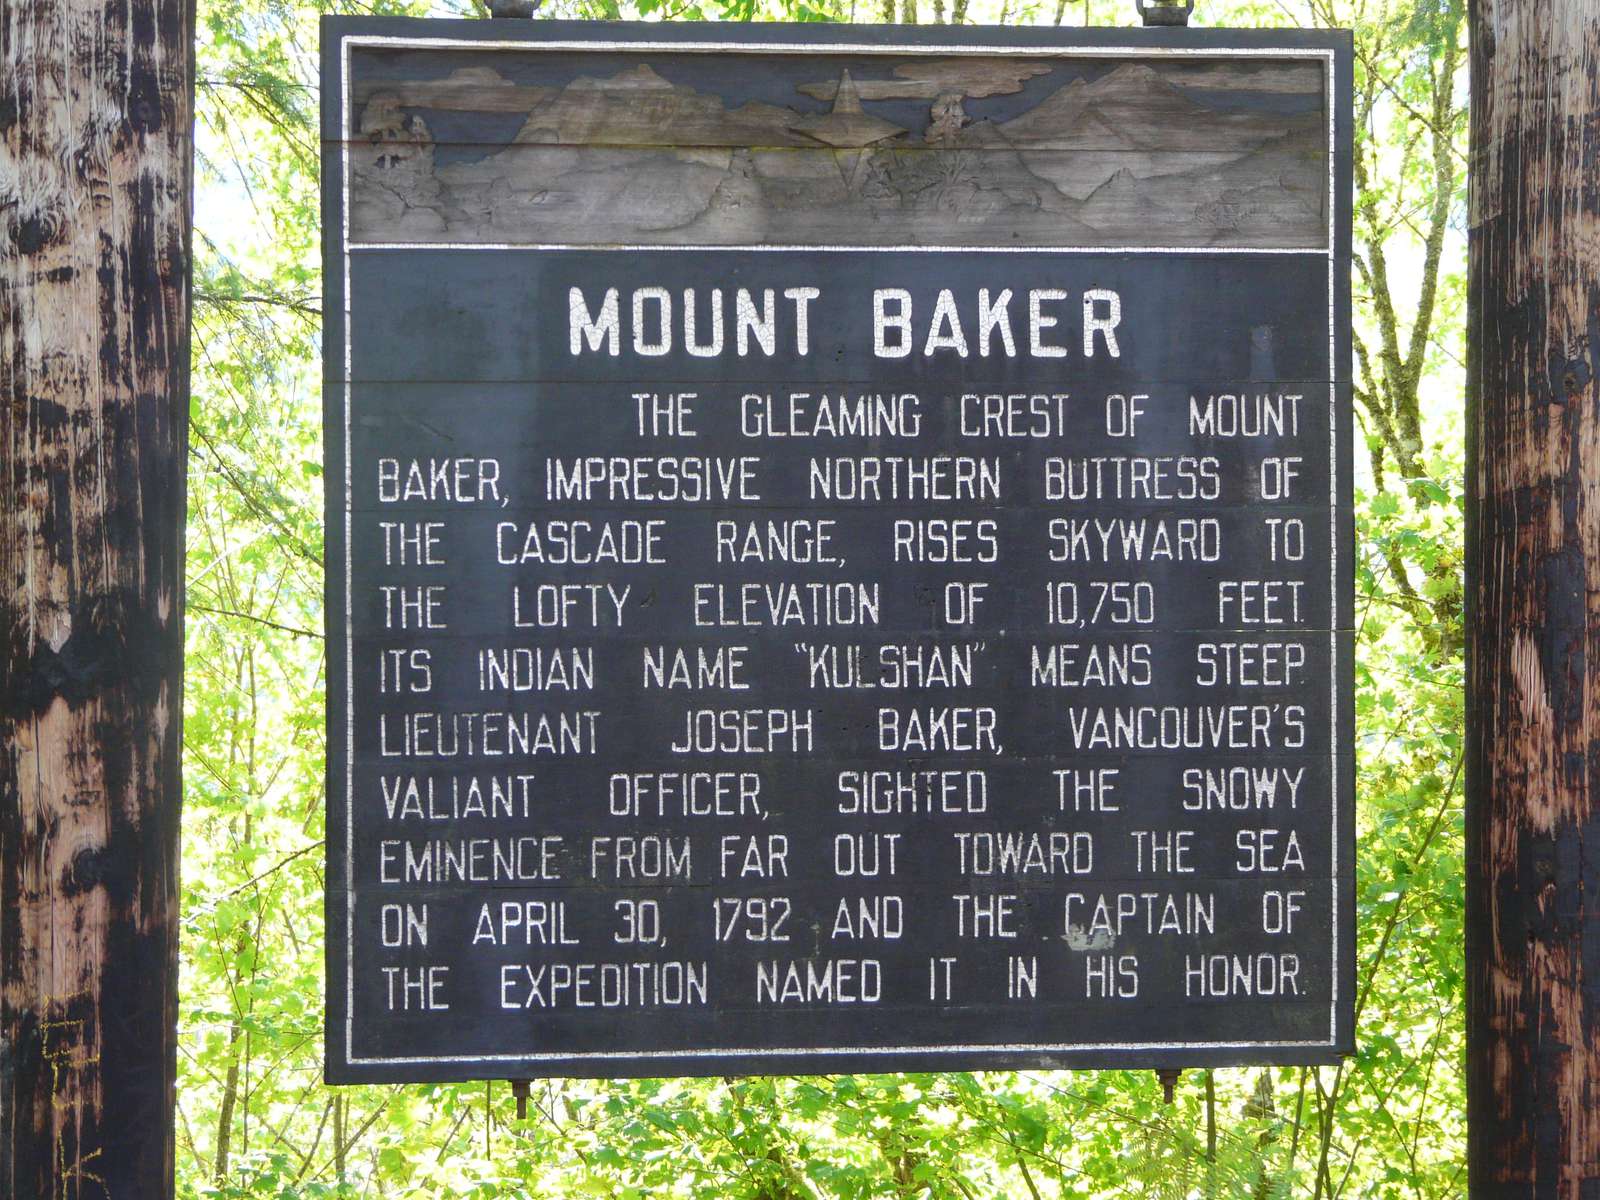 MOUNT BAKER
THE GLEAMING CREST OF MOUNT
BAKER, IMPRESSIVE NORTHERN BUTTRESS OF
THE CASCADE RANGE, RISES SKYWARD TO
THE LOFTY ELEVATION OF 10,750 FEET.
ITS INDIAN NAME "KULSHAN" MEANS STEEP.
LIEUTENANT JOSEPH BAKER, VANCOUVER'S
VALIANT OFFICER, SIGHTED THE SNOWY
EMINENCE FROM FAR OUT TOWARD THE SEA
ON APRIL 30, 1792 AND THE CAPTAIN OF
THE EXPEDITION NAMED IT IN HIS HONOR.